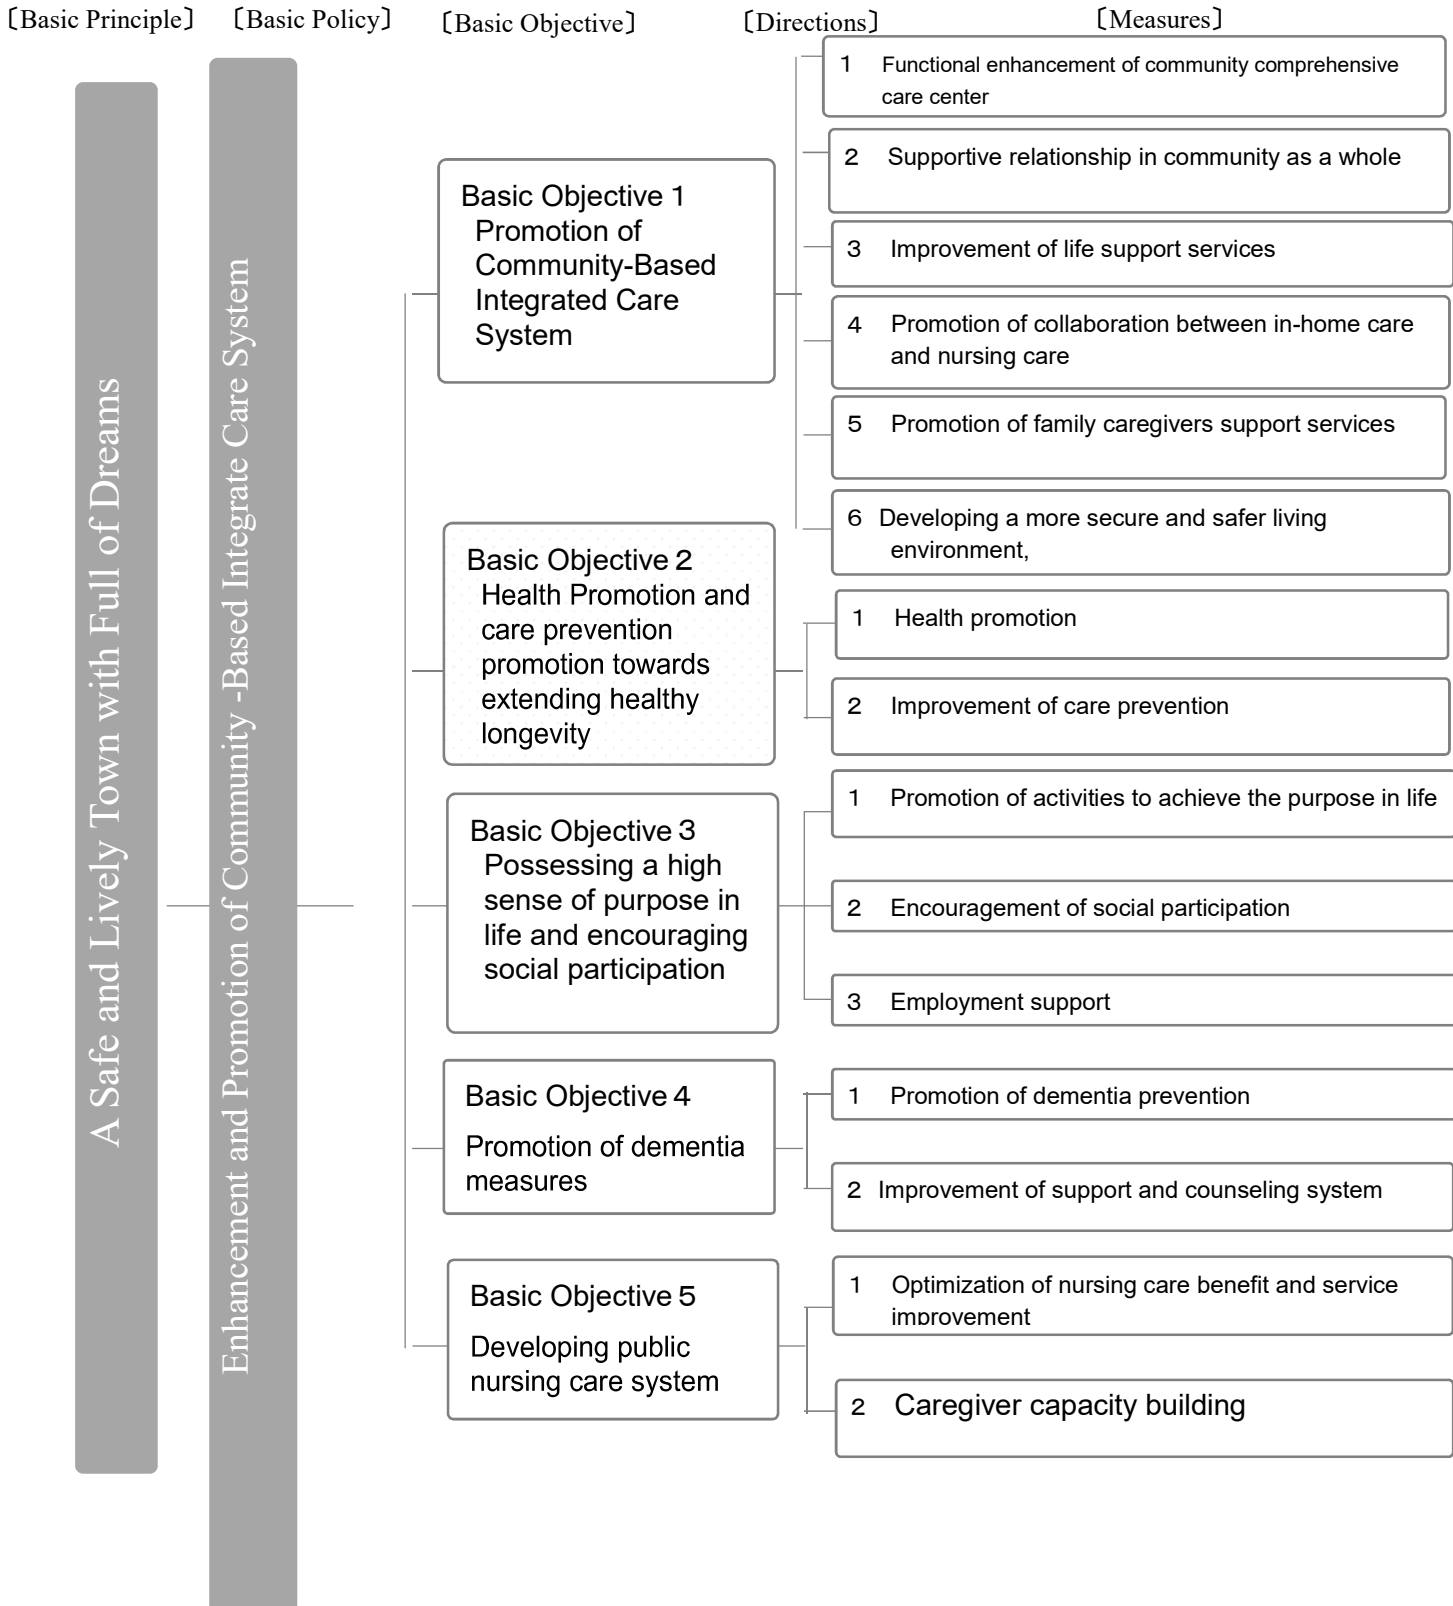 〔Basic Principle〕 〔Basic Policy〕 〔Basic Objective〕 〔Directions〕 〔Measures〕
A Safe and Lively Town with Full of Dreams
Enhancement and Promotion of Community -Based Integrate Care System
Basic Objective 1
Promotion of
Community-Based
Integrated Care
System
1 Functional enhancement of community comprehensive
care center
2 Supportive relationship in community as a whole
3 Improvement of life support services
4 Promotion of collaboration between in-home care
and nursing care
5 Promotion of family caregivers support services
6 Developing a more secure and safer living
environment,
Basic Objective 2
Health Promotion and
care prevention
promotion towards
extending healthy
longevity
1 Health promotion
2 Improvement of care prevention
Basic Objective 3
Possessing a high
sense of purpose in
life and encouraging
social participation
1 Promotion of activities to achieve the purpose in life
2 Encouragement of social participation
3 Employment support
Basic Objective 4
Promotion of dementia
measures
1 Promotion of dementia prevention
2 Improvement of support and counseling system
Basic Objective 5
Developing public
nursing care system
1 Optimization of nursing care benefit and service
improvement
2 Caregiver capacity building